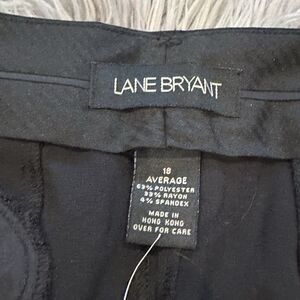 LANE BRYANT
18
AVERAGE
63% POLYESTER
33% RAYON
4% SPANDEX
MADE IN
HONG KONG
OVER FOR CARE